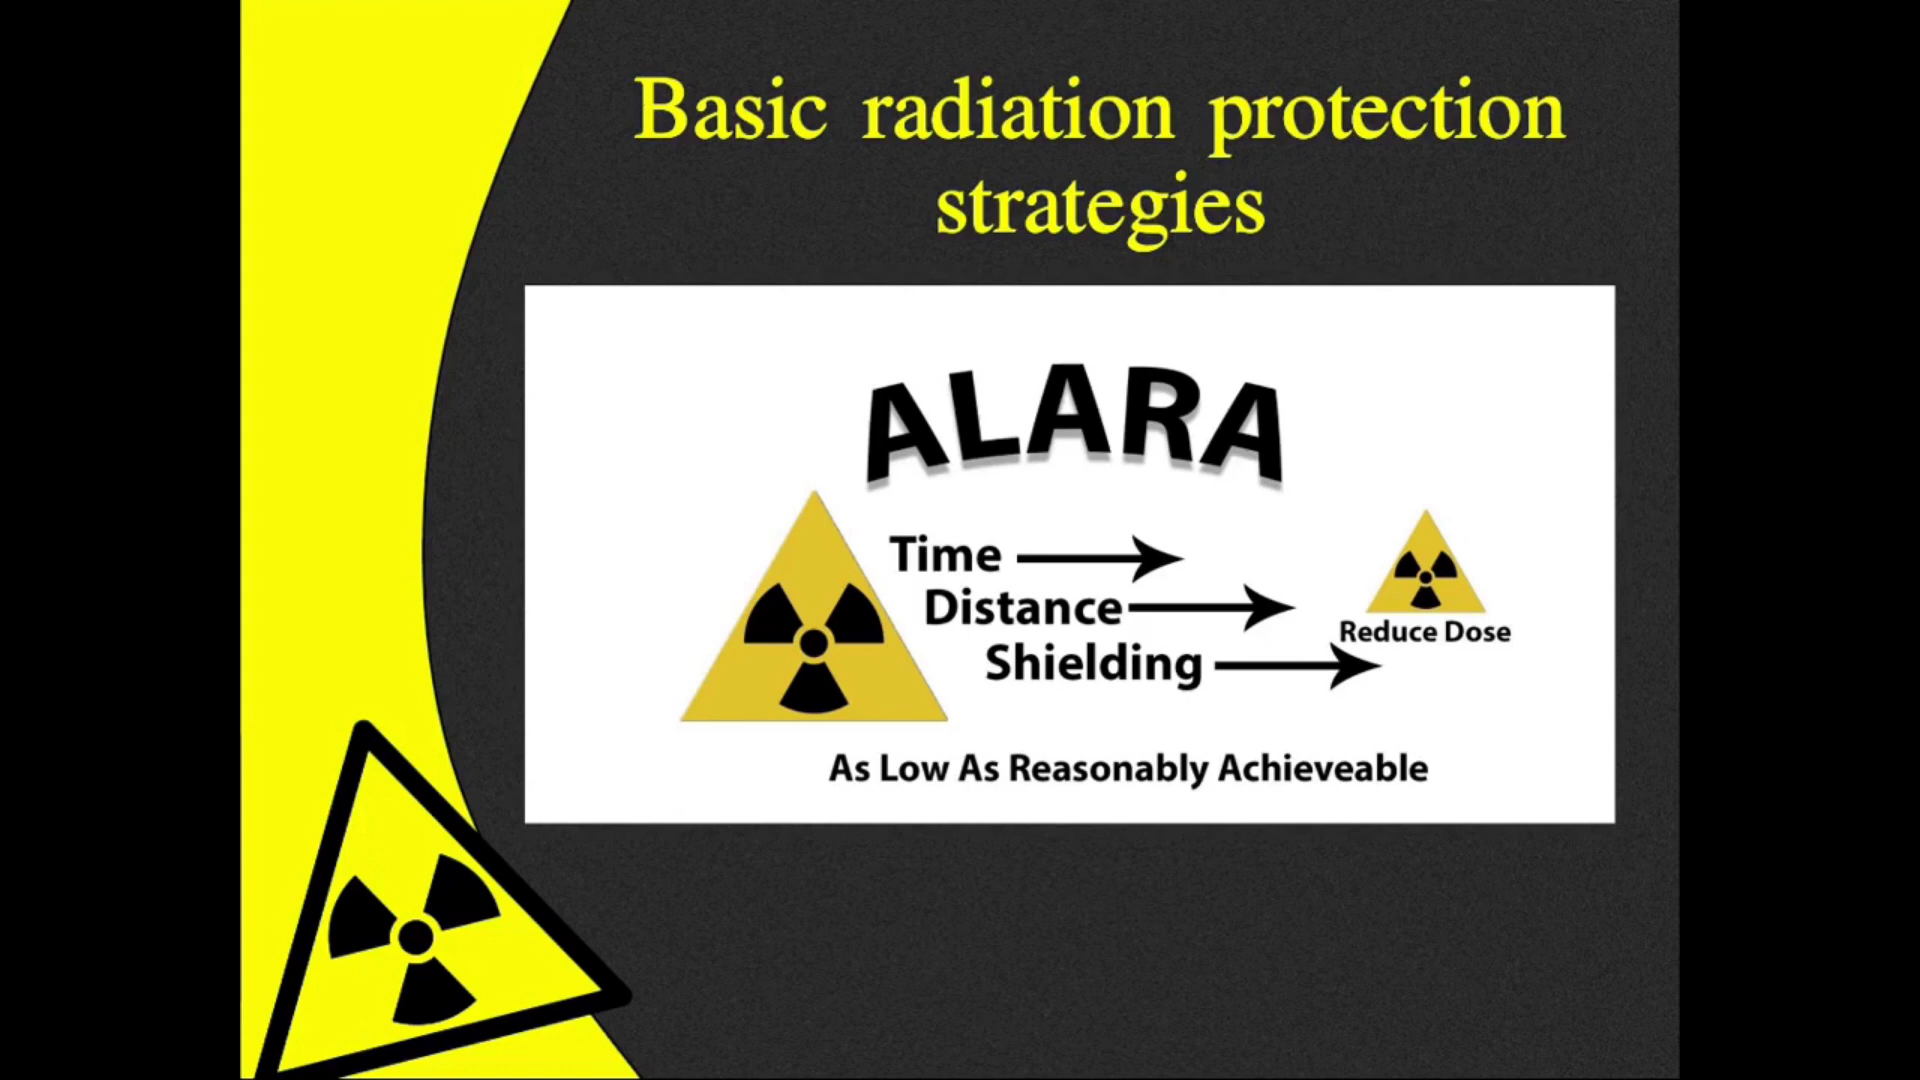 Basic radiation protection
strategies
ALARA
Time
Distance
Shielding
Reduce Dose
As Low As Reasonably Achieveable